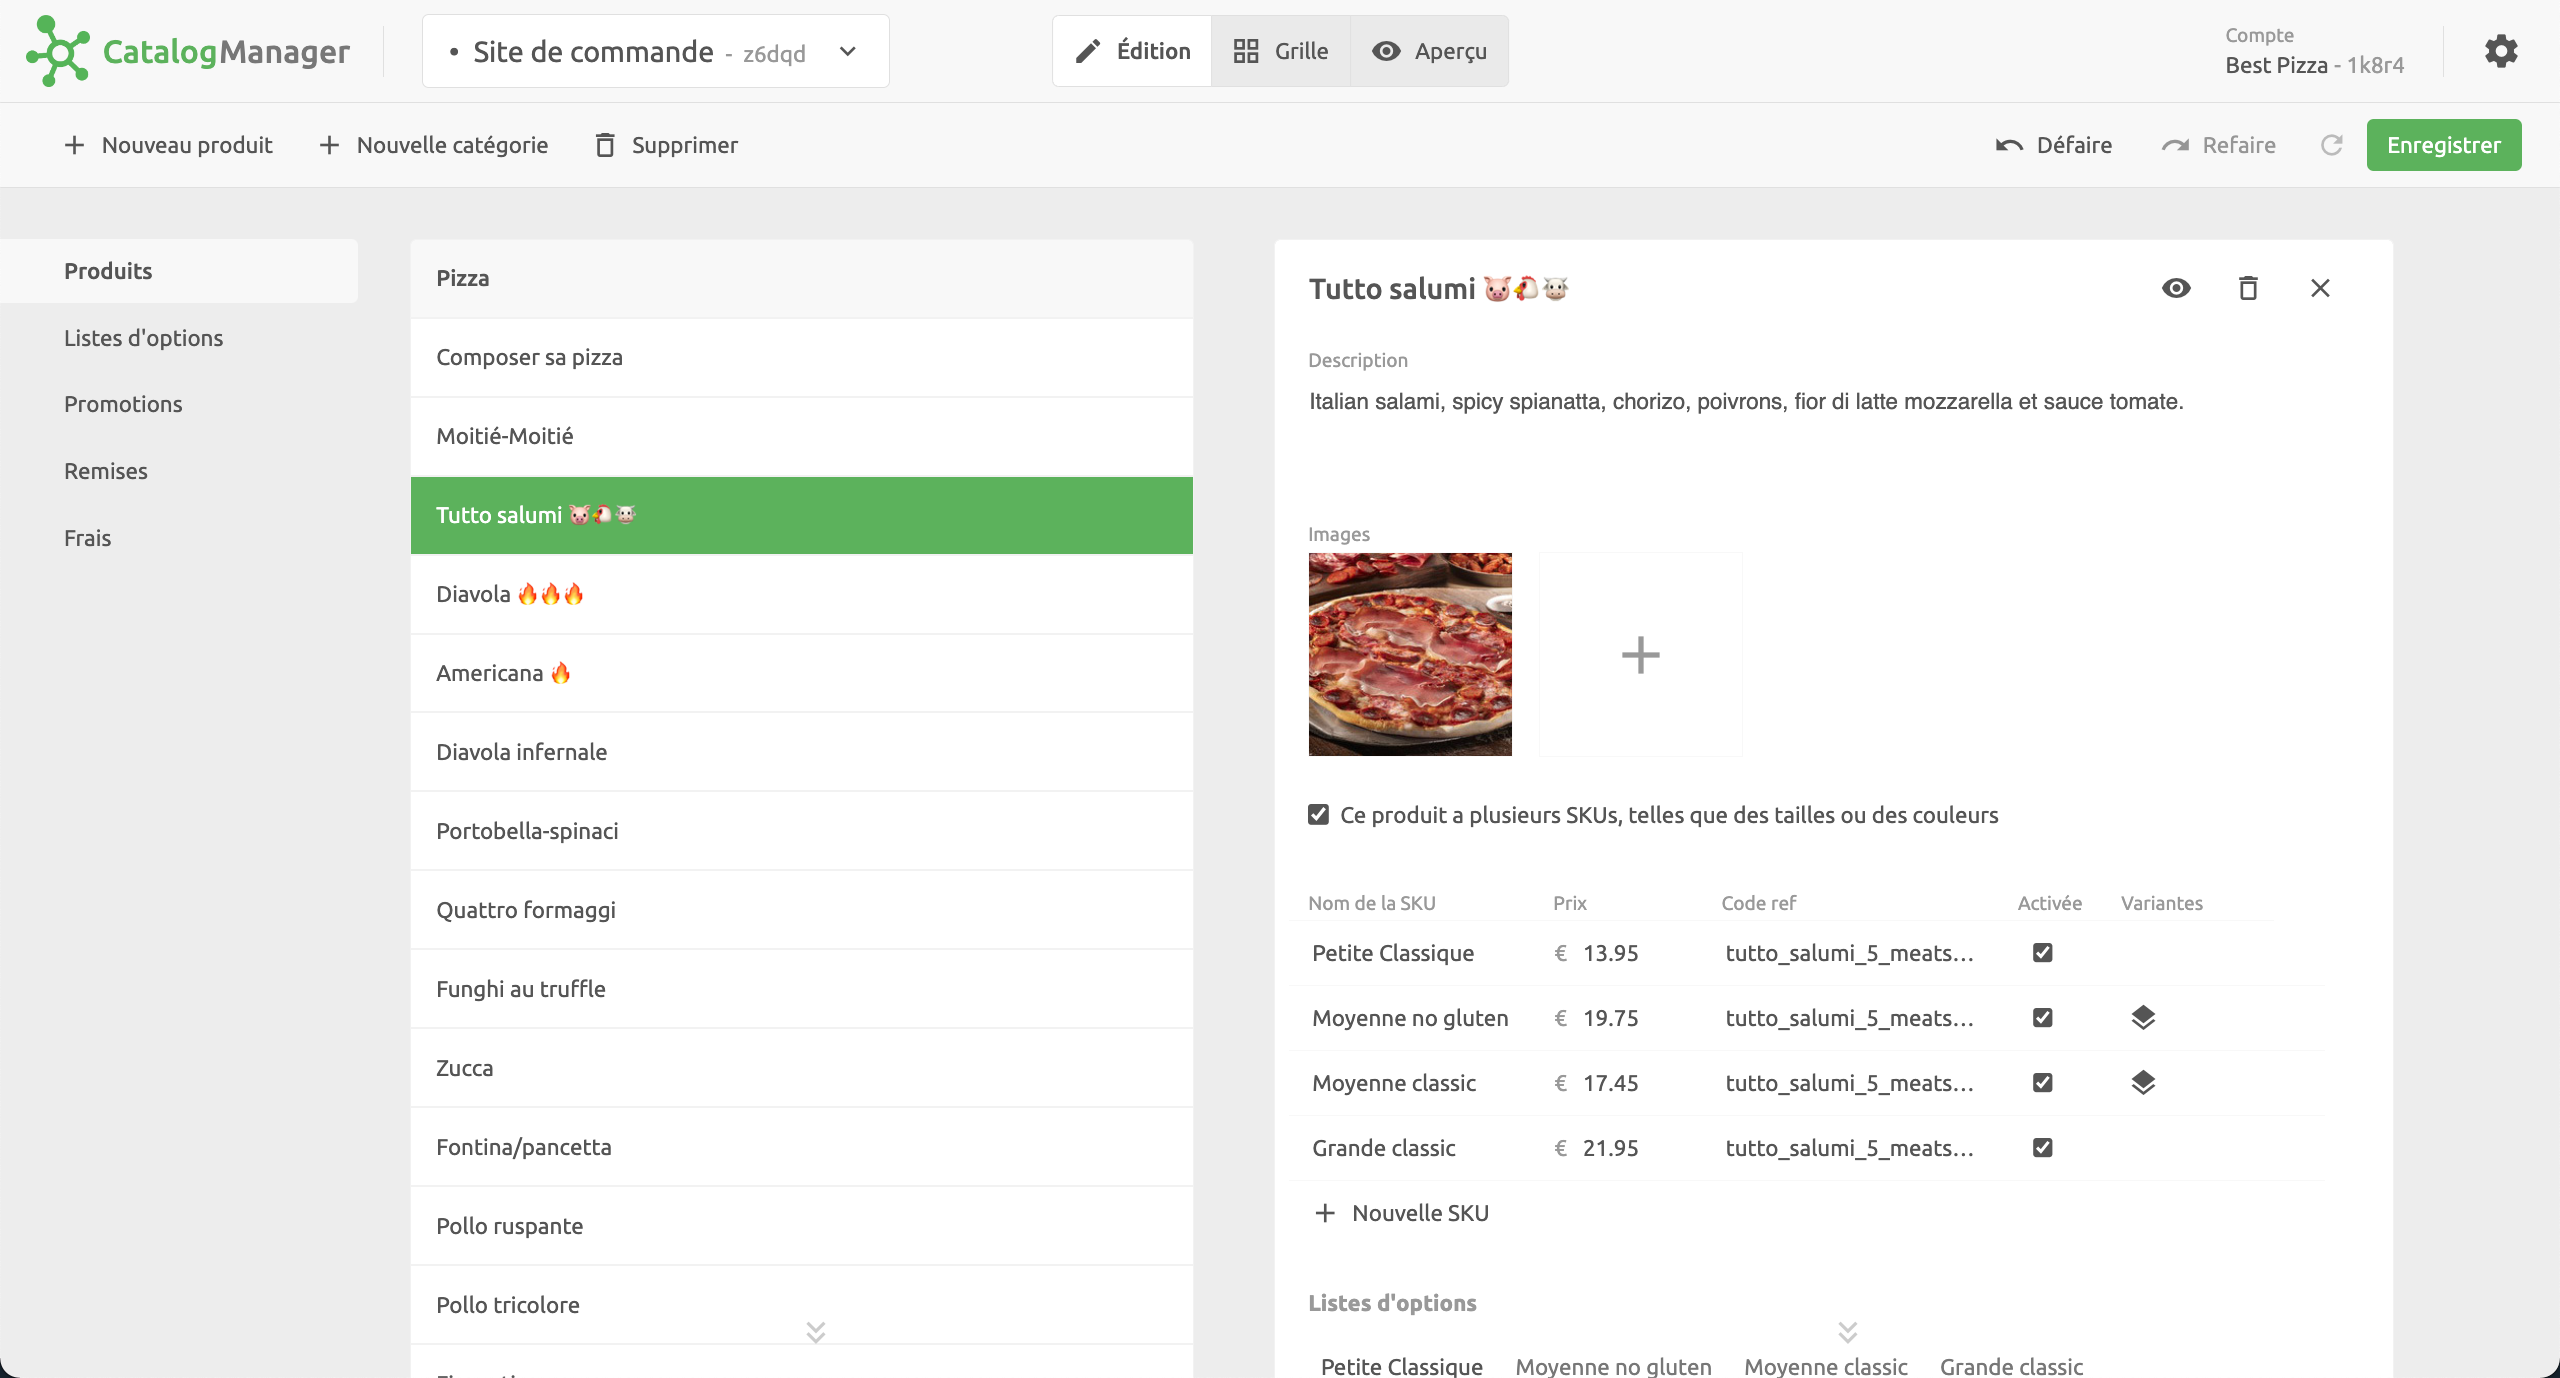 CatalogManager
• Site de commande - z6dqd
Édition
Grille
Aperçu
Compte
Best Pizza - 1k8r4
Nouveau produit
Nouvelle catégorie
Supprimer
Défaire
Refaire
Enregistrer
Produits
Listes d'options
Promotions
Remises
Frais
Pizza
Composer sa pizza
Moitié-Moitié
Tutto salumi 🐷🐔🐮
Diavola 🔥🔥🔥
Americana 🔥
Diavola infernale
Portobella-spinaci
Quattro formaggi
Funghi au truffle
Zucca
Fontina/pancetta
Pollo ruspante
Pollo tricolore
Tutto salumi 🐷🐔🐮
Description
Italian salami, spicy spianatta, chorizo, poivrons, fior di latte mozzarella et sauce tomate.
Images
Ce produit a plusieurs SKUs, telles que des tailles ou des couleurs
Nom de la SKU Prix Code ref Activée Variantes
Petite Classique € 13.95 tutto_salumi_5_meats...
Moyenne no gluten € 19.75 tutto_salumi_5_meats...
Moyenne classic € 17.45 tutto_salumi_5_meats...
Grande classic € 21.95 tutto_salumi_5_meats...
Nouvelle SKU
Listes d'options
Petite Classique Moyenne no gluten Moyenne classic Grande classic